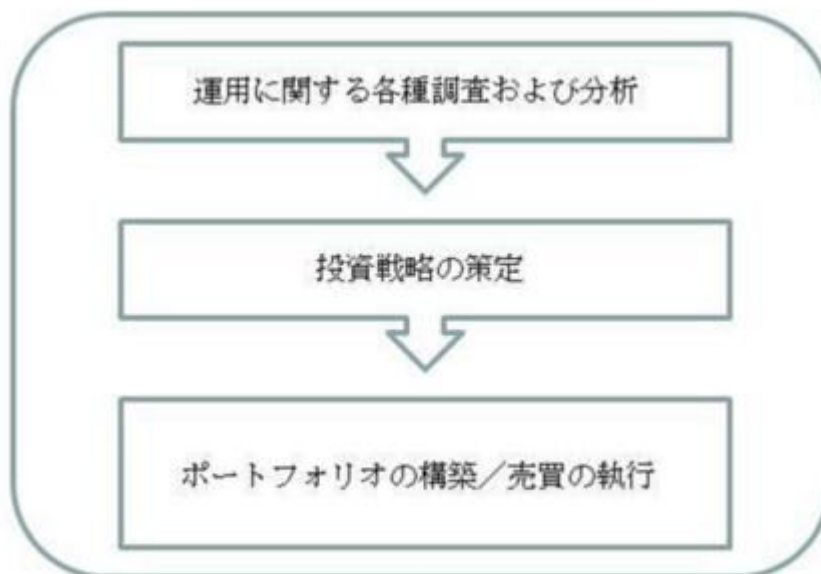 運用に関する各種調査および分析
投資戦略の策定
ポートフォリオの構築／売買の執行